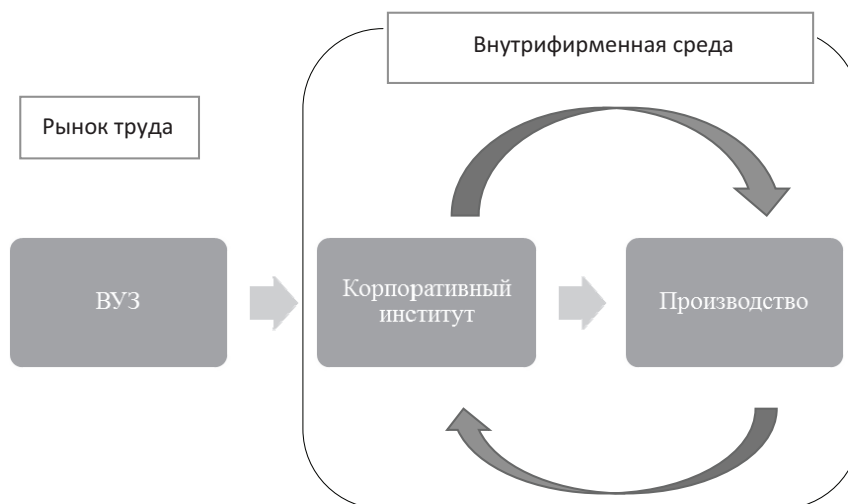 Внутрифирменная среда
Рынок труда
ВУЗ
Корпоративный
институт
Производство